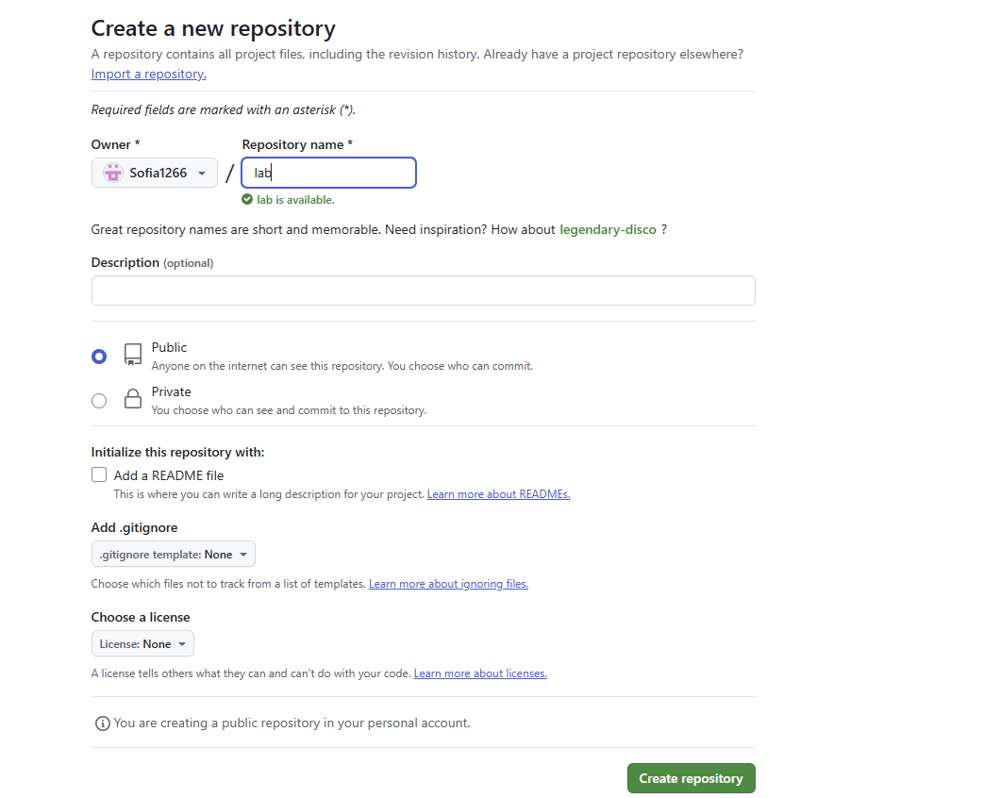 Create a new repository
A repository contains all project files, including the revision history. Already have a project repository elsewhere?
Import a repository.
Required fields are marked with an asterisk (*).
Owner * Repository name *
Sofia1266 / lab
lab is available.
Great repository names are short and memorable. Need inspiration? How about legendary-disco ?
Description (optional)
Public
Anyone on the internet can see this repository. You choose who can commit.
Private
You choose who can see and commit to this repository.
Initialize this repository with:
Add a README file
This is where you can write a long description for your project. Learn more about READMEs.
Add .gitignore
.gitignore template: None
Choose which files not to track from a list of templates. Learn more about ignoring files.
Choose a license
License: None
A license tells others what they can and can't do with your code. Learn more about licenses.
You are creating a public repository in your personal account.
Create repository